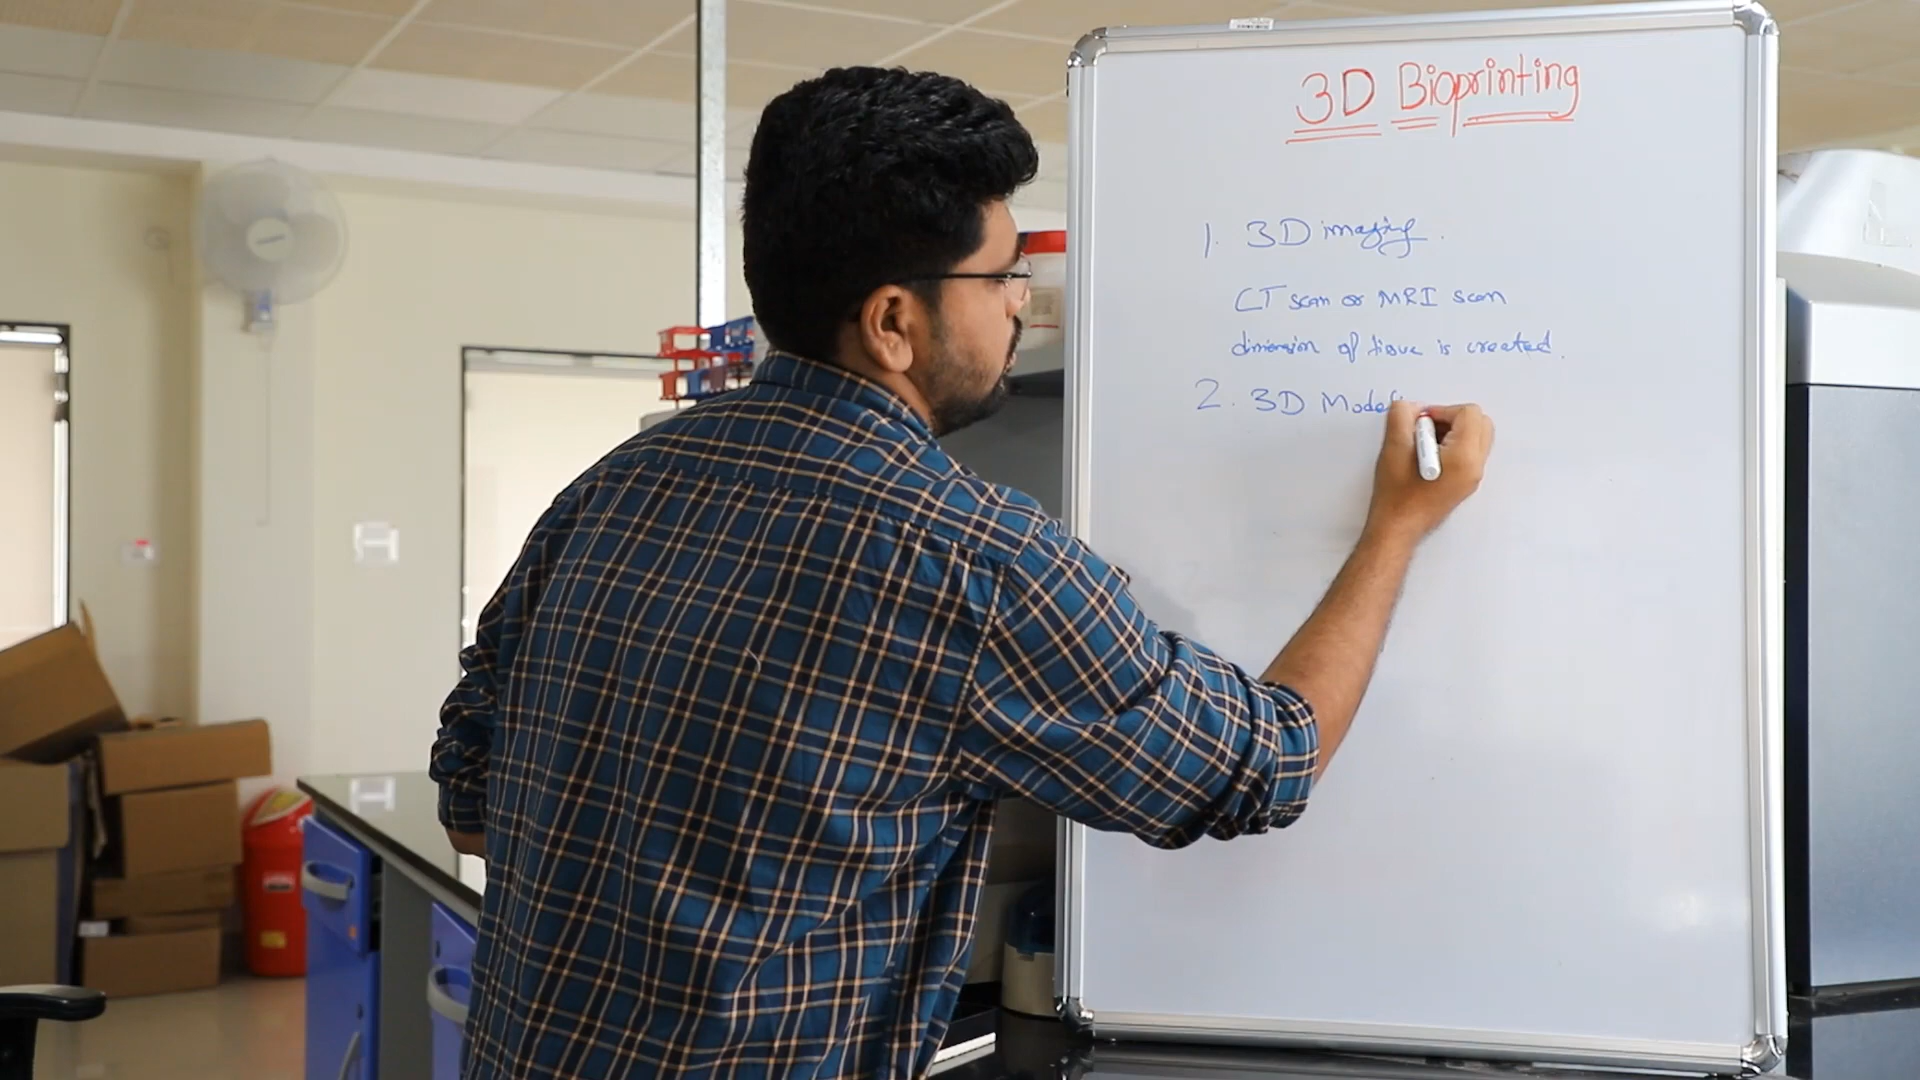 3D Bioprinting
1. 3D imaging.
CT scan or MRI scan
dimension of tissue is created.
2. 3D Model